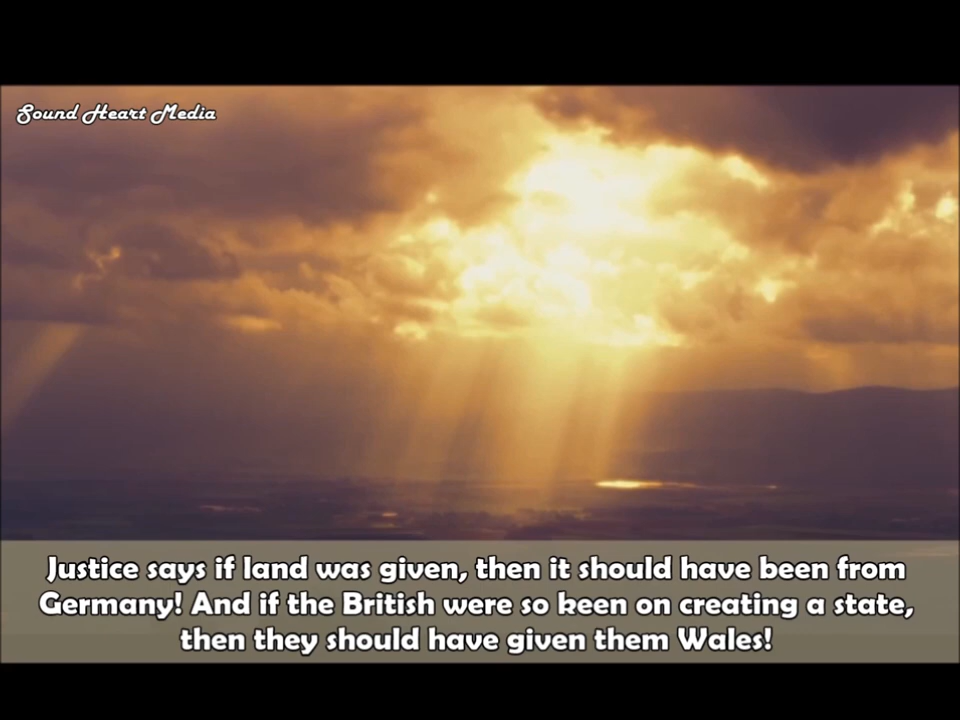 Sound Heart Media
Justice says if land was given, then it should have been from
Germany! And if the British were so keen on creating a state,
then they should have given them Wales!